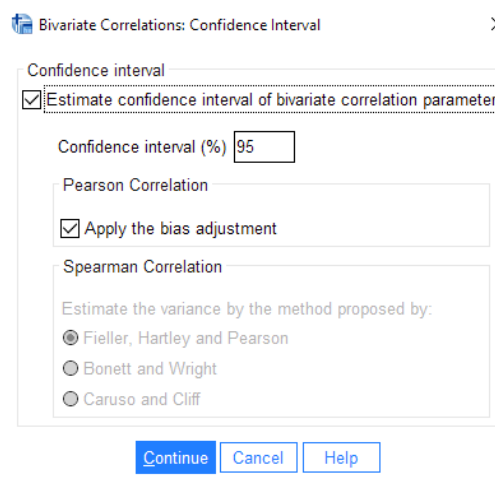 Bivariate Correlations: Confidence Interval
Confidence interval
Estimate confidence interval of bivariate correlation parameter
Confidence interval (%) 95
Pearson Correlation
Apply the bias adjustment
Spearman Correlation
Estimate the variance by the method proposed by:
Fieller, Hartley and Pearson
Bonett and Wright
Caruso and Cliff
Continue Cancel Help